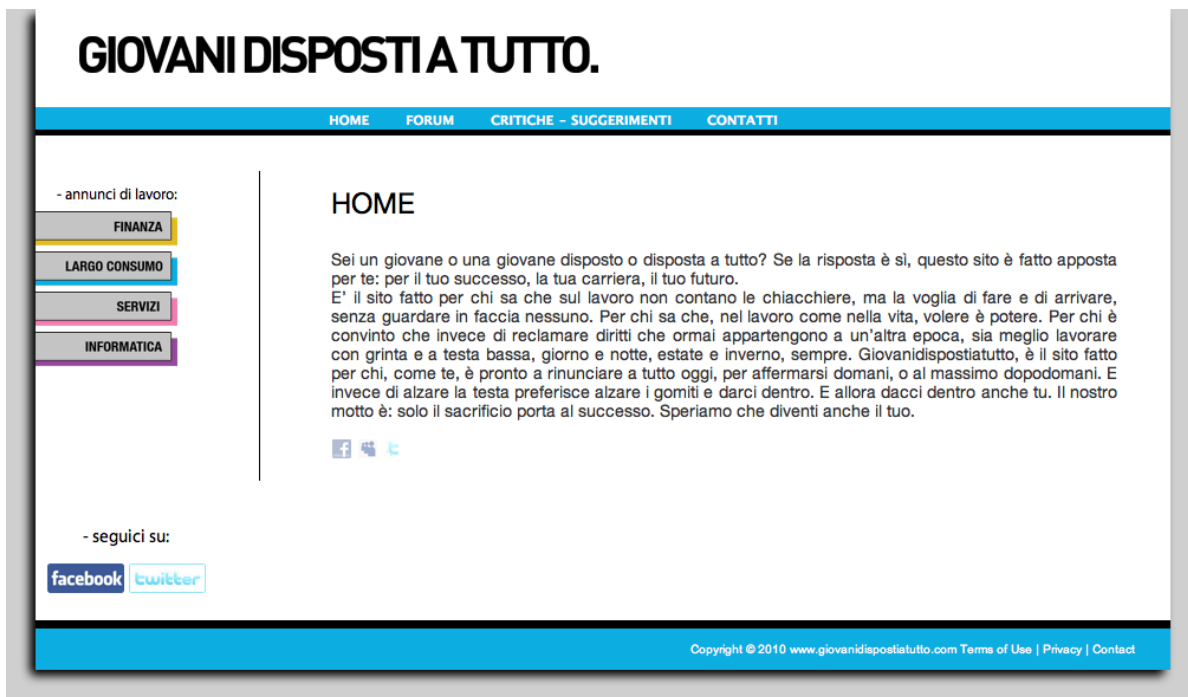 GIOVANI DISPOSTI A TUTTO.
HOME FORUM CRITICHE – SUGGERIMENTI CONTATTI
- annunci di lavoro:
FINANZA
LARGO CONSUMO
SERVIZI
INFORMATICA
HOME
Sei un giovane o una giovane disposto o disposta a tutto? Se la risposta è sì, questo sito è fatto apposta
per te: per il tuo successo, la tua carriera, il tuo futuro.
E' il sito fatto per chi sa che sul lavoro non contano le chiacchiere, ma la voglia di fare e di arrivare,
senza guardare in faccia nessuno. Per chi sa che, nel lavoro come nella vita, volere è potere. Per chi è
convinto che invece di reclamare diritti che ormai appartengono a un'altra epoca, sia meglio lavorare
con grinta e a testa bassa, giorno e notte, estate e inverno, sempre. Giovanidispostiatutto, è il sito fatto
per chi, come te, è pronto a rinunciare a tutto oggi, per affermarsi domani, o al massimo dopodomani. E
invece di alzare la testa preferisce alzare i gomiti e darci dentro. E allora dacci dentro anche tu. Il nostro
motto è: solo il sacrificio porta al successo. Speriamo che diventi anche il tuo.
f t
- seguici su:
facebook twitter
Copyright © 2010 www.giovanidispostiatutto.com Terms of Use | Privacy | Contact